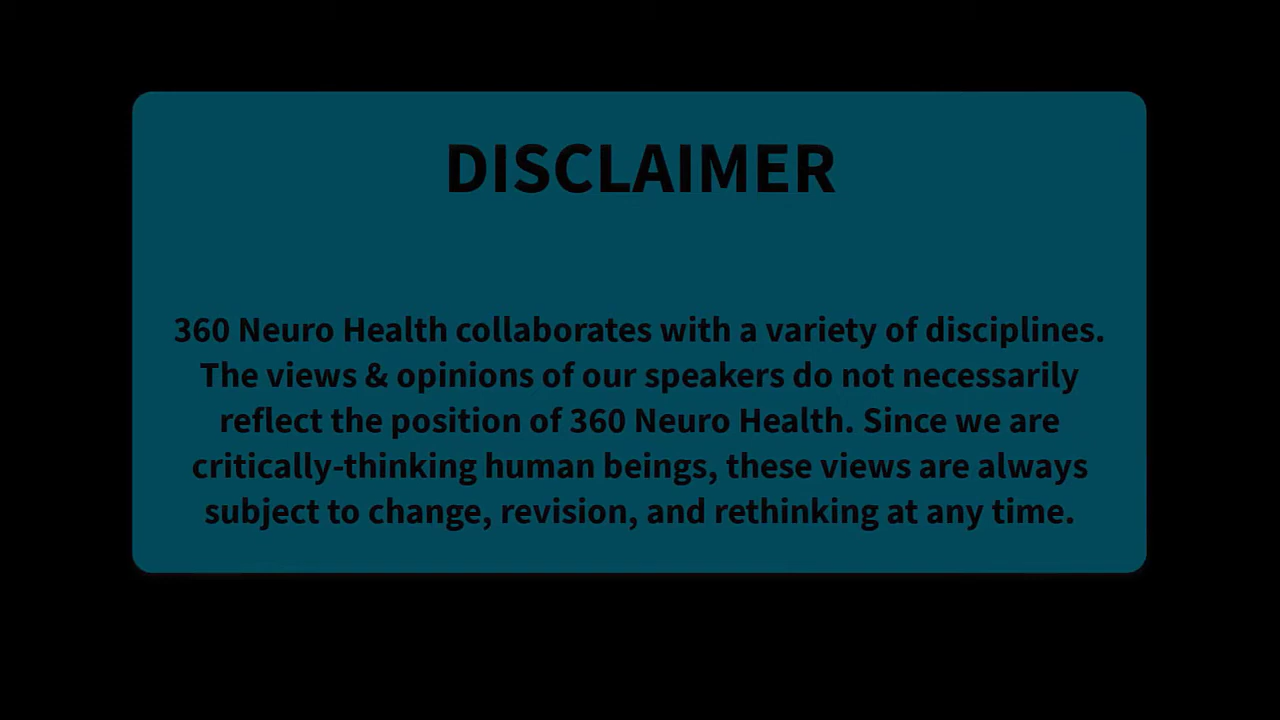 DISCLAIMER
360 Neuro Health collaborates with a variety of disciplines.
The views & opinions of our speakers do not necessarily
reflect the position of 360 Neuro Health. Since we are
critically-thinking human beings, these views are always
subject to change, revision, and rethinking at any time.